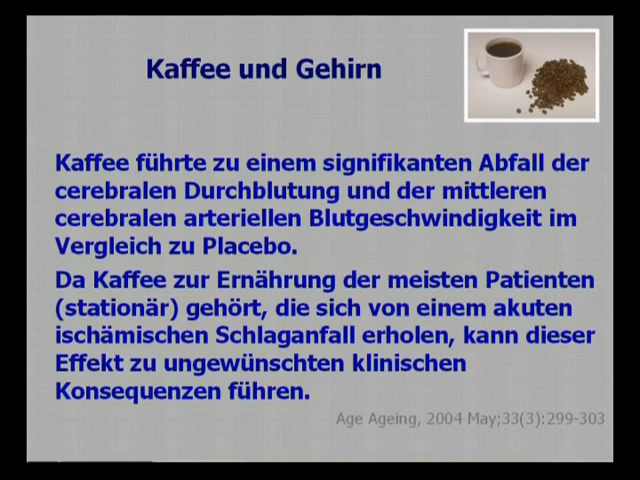 Kaffee und Gehirn
Kaffee führte zu einem signifikanten Abfall der
cerebralen Durchblutung und der mittleren
cerebralen arteriellen Blutgeschwindigkeit im
Vergleich zu Placebo.
Da Kaffee zur Ernährung der meisten Patienten
(stationär) gehört, die sich von einem akuten
ischämischen Schlaganfall erholen, kann dieser
Effekt zu ungewünschten klinischen
Konsequenzen führen.
Age Ageing, 2004 May;33(3):299-303